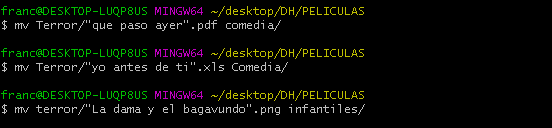 franc@DESKTOP-LUQP8US MINGW64 ~/desktop/DH/PELICULAS
$ mv Terror/"que paso ayer".pdf comedia/
franc@DESKTOP-LUQP8US MINGW64 ~/desktop/DH/PELICULAS
$ mv Terror/"yo antes de ti".xls Comedia/
franc@DESKTOP-LUQP8US MINGW64 ~/desktop/DH/PELICULAS
$ mv terror/"La dama y el bagavundo".png infantiles/